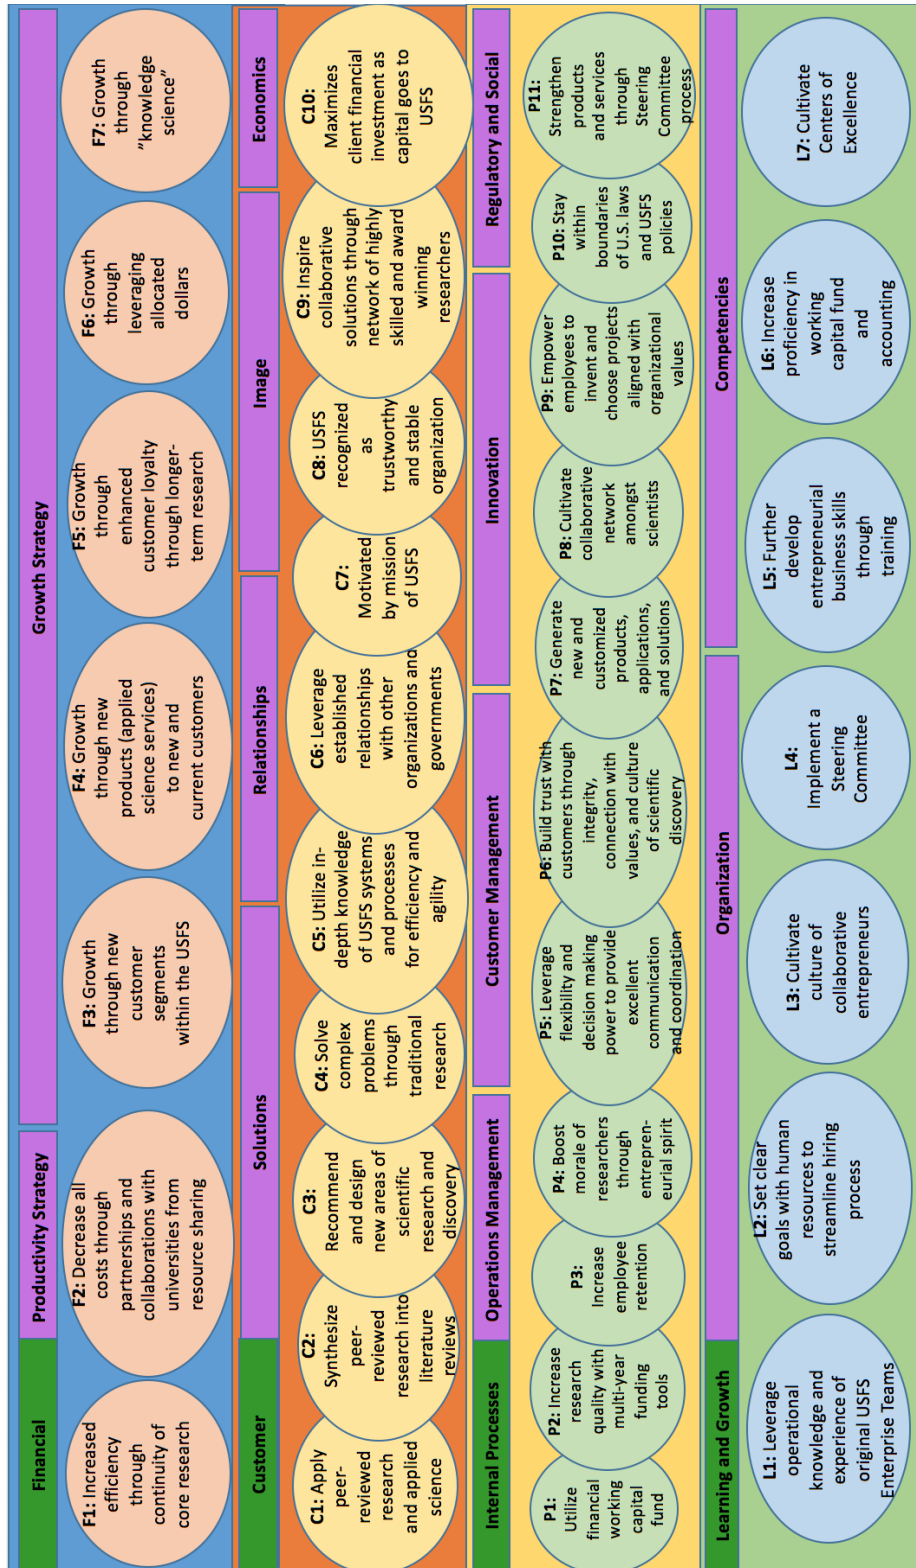 Financial
Productivity Strategy
Growth Strategy
F1: Increased
efficiency
through
continuity of
core research
F2: Decrease all
costs through
partnerships and
collaborations with
universities from
resource sharing
F3: Growth
through new
customer
segments
within the USFS
F4: Growth
through new
products (applied
science services)
to new and
current customers
F5: Growth
through
enhanced
customer loyalty
through longer-
term research
F6: Growth
through
leveraging
allocated
dollars
F7: Growth
through
"knowledge
science"
Customer
Solutions
Relationships
Image
Economics
C1: Apply
peer-
reviewed
research
and applied
science
C2:
Synthesize
peer-
reviewed
research into
literature
reviews
C3:
Recommend
and design
new areas of
scientific
research and
discovery
C4: Solve
complex
problems
through
traditional
research
C5: Utilize in-
depth knowledge
of USFS systems
and processes
for efficiency and
agility
C6: Leverage
established
relationships
with other
organizations and
governments
C7:
Motivated
by mission
of USFS
C8: USFS
recognized
as
trustworthy
and stable
organization
C9: Inspire
collaborative
solutions through
network of highly
skilled and award
winning
researchers
C10:
Maximizes
client financial
investment as
capital goes to
USFS
Internal Processes
Operations Management
Customer Management
Innovation
Regulatory and Social
P1:
Utilize
financial
working
capital
fund
P2: Increase
research
quality with
multi-year
funding
tools
P3:
Increase
employee
retention
P4: Boost
morale of
researchers
through
entrepren-
eurial spirit
P5: Leverage
flexibility and
decision making
power to provide
excellent
communication
and coordination
P6: Build trust with
customers through
integrity,
connection with
values, and culture
of scientific
discovery
P7: Generate
new and
customized
products,
applications,
and solutions
P8: Cultivate
collaborative
network
amongst
scientists
P9: Empower
employees to
invent and
choose projects
aligned with
organizational
values
P10: Stay
within
boundaries
of U.S. laws
and USFS
policies
P11:
Strengthen
products
and services
through
Steering
Committee
process
Learning and Growth
Organization
Competencies
L1: Leverage
operational
knowledge and
experience of
original USFS
Enterprise Teams
L2: Set clear
goals with human
resources to
streamline hiring
process
L3: Cultivate
culture of
collaborative
entrepreneurs
L4:
Implement a
Steering
Committee
L5: Further
develop
entrepreneurial
business skills
through
training
L6: Increase
proficiency in
working
capital fund
and
accounting
L7: Cultivate
Centers of
Excellence